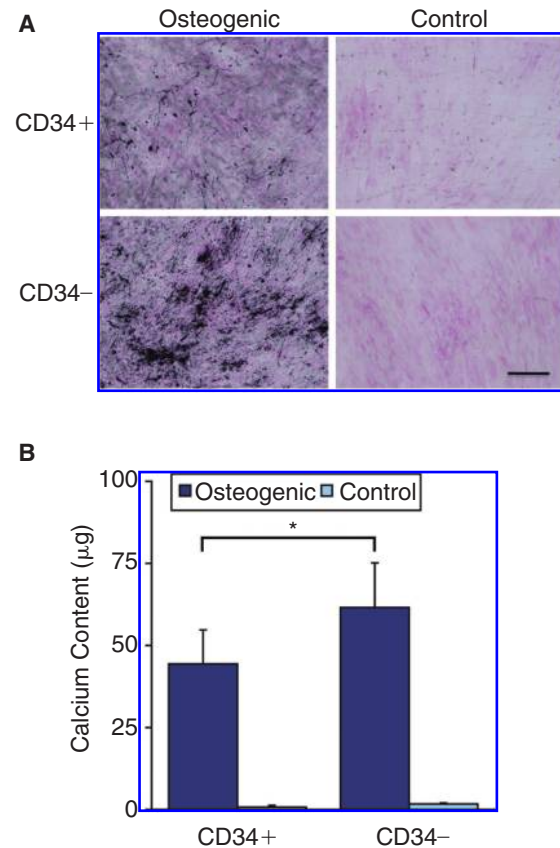 A
Osteogenic Control
CD34+
CD34–
B
Calcium Content (μg)
100
75
50
25
0
Osteogenic Control
*
CD34+ CD34–